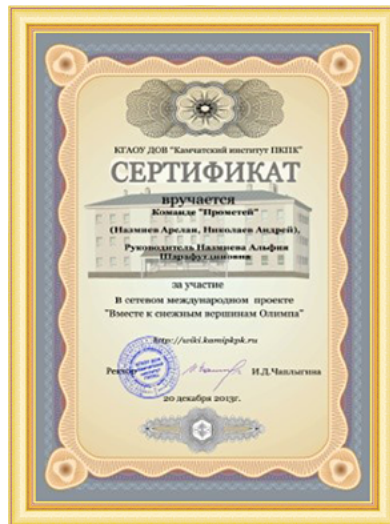 КГАОУ ДОВ "Камчатский институт ПКПК"
СЕРТИФИКАТ
вручается
Команде "Прометей"
(Назмиев Арслан, Николаев Андрей),
Руководитель Назмиева Альфия
Шарафутдиновна
за участие
В сетевом международном проекте
"Вместе к снежным вершинам Олимпа"
http://wiki.kamipkpk.ru
Ректор И.Д.Чаплыгина
20 декабря 2013г.